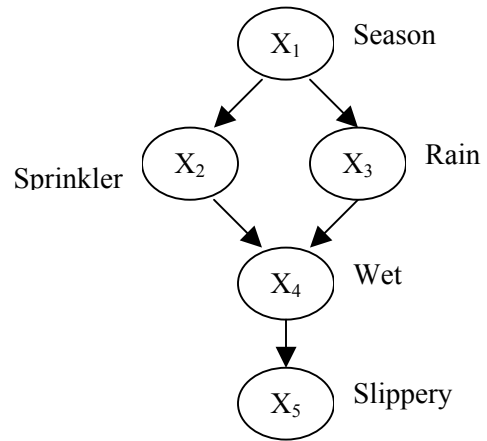 X₁ Season
Sprinkler X₂ X₃ Rain
X₄ Wet
X₅ Slippery